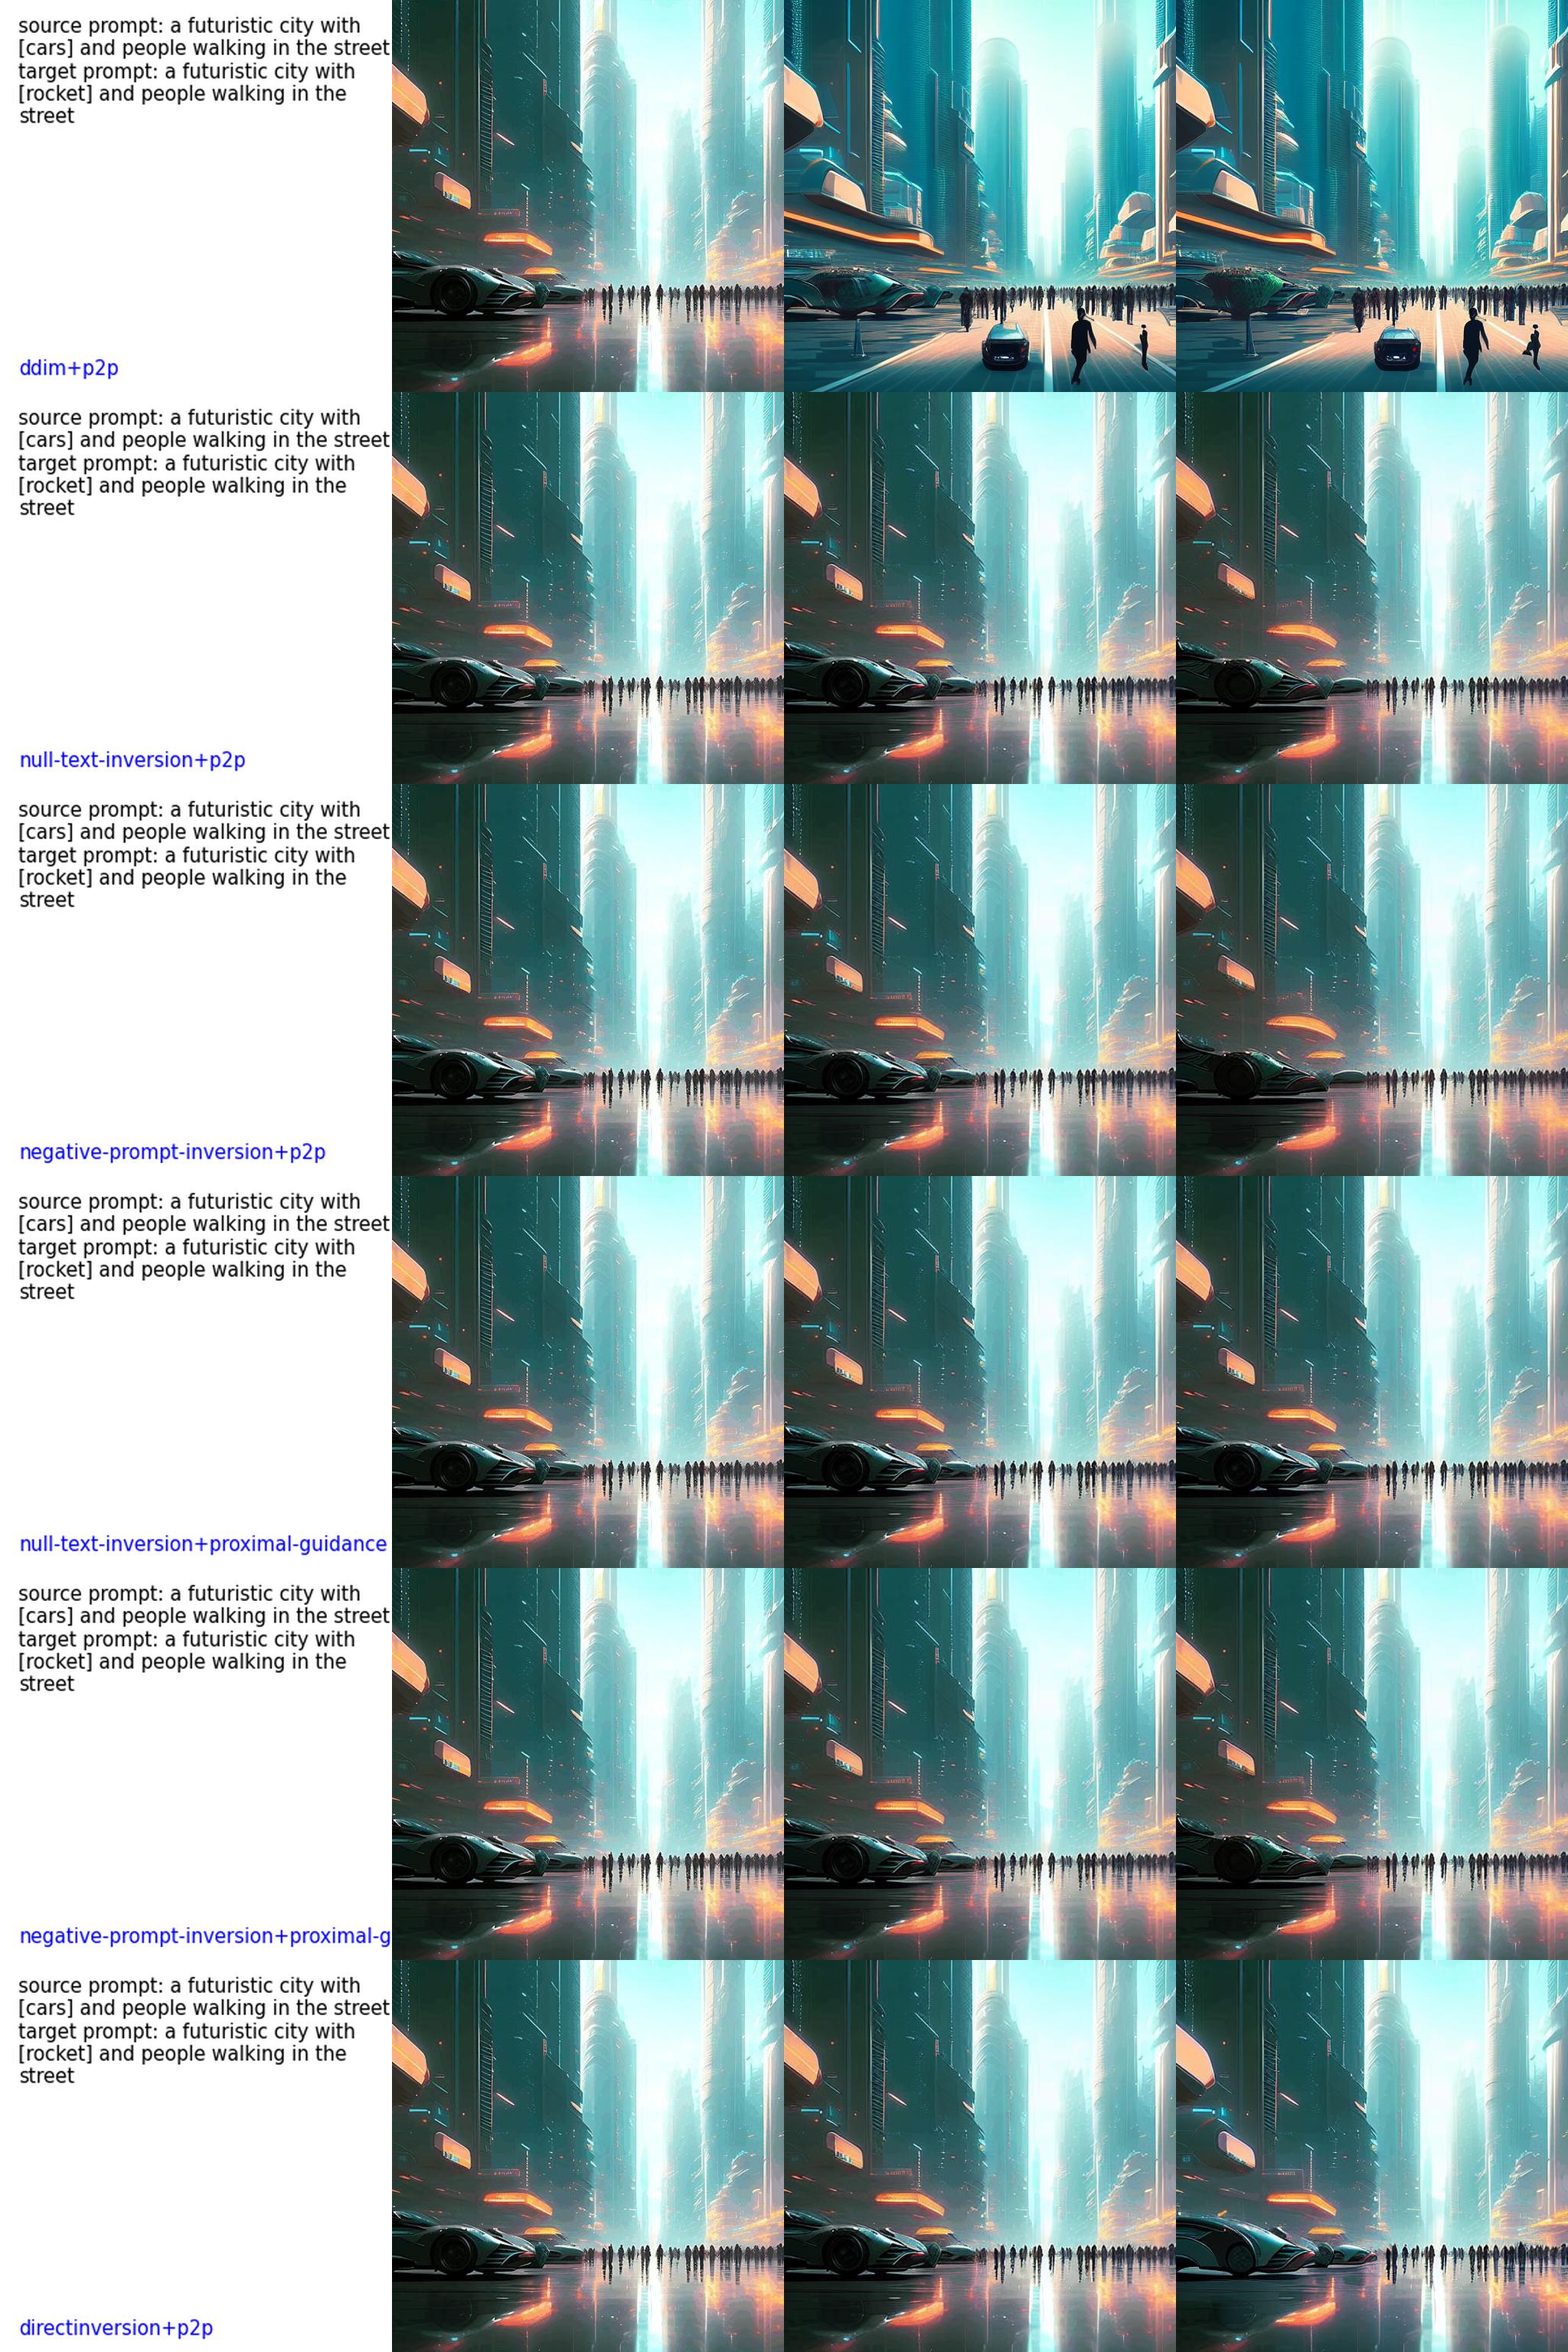 source prompt: a futuristic city with
[cars] and people walking in the street
target prompt: a futuristic city with
[rocket] and people walking in the
street
ddim+p2p
source prompt: a futuristic city with
[cars] and people walking in the street
target prompt: a futuristic city with
[rocket] and people walking in the
street
null-text-inversion+p2p
source prompt: a futuristic city with
[cars] and people walking in the street
target prompt: a futuristic city with
[rocket] and people walking in the
street
negative-prompt-inversion+p2p
source prompt: a futuristic city with
[cars] and people walking in the street
target prompt: a futuristic city with
[rocket] and people walking in the
street
null-text-inversion+proximal-guidance
source prompt: a futuristic city with
[cars] and people walking in the street
target prompt: a futuristic city with
[rocket] and people walking in the
street
negative-prompt-inversion+proximal-g
source prompt: a futuristic city with
[cars] and people walking in the street
target prompt: a futuristic city with
[rocket] and people walking in the
street
directinversion+p2p